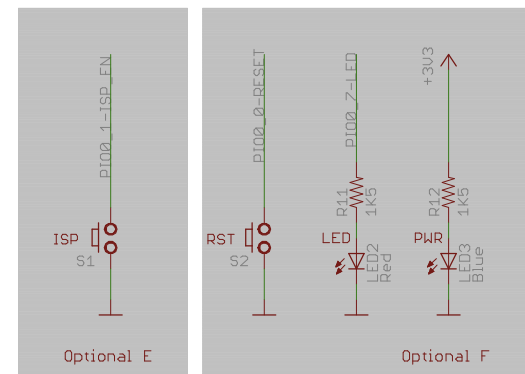 PIO0_1-ISP_EN
ISP
S1
Optional E
PIO0_0-RESET
RST
S2
PIO0_7-LED
R11
1K5
LED
LED2
Red
+3V3
R12
1K5
PWR
LED3
Blue
Optional F